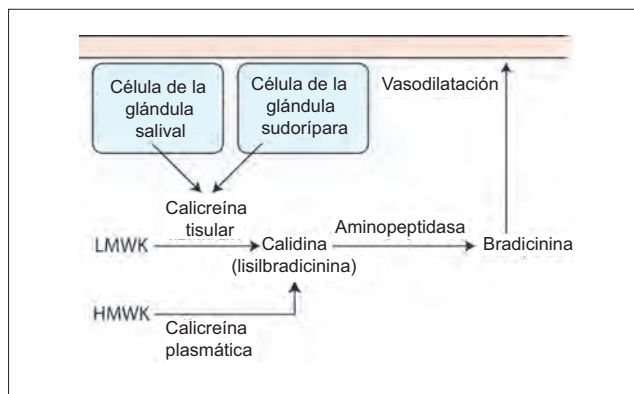 Célula de la
glándula
salival
Célula de la
glándula
sudorípara
Vasodilatación
Calicreína
tisular
Aminopeptidasa
LMWK
Calidina
(lisilbradicinina)
Bradicinina
HMWK
Calicreína
plasmática